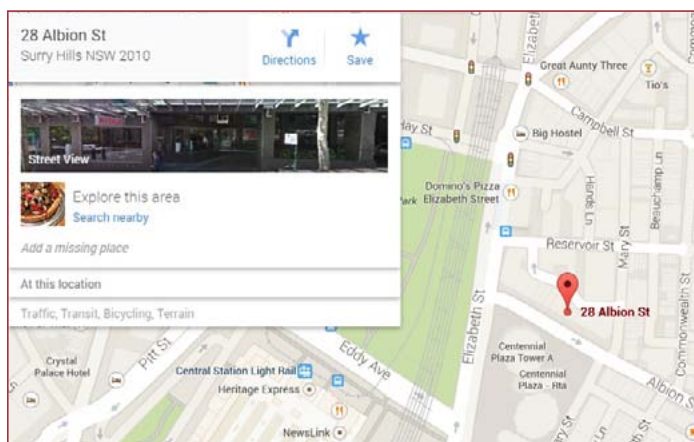 28 Albion St
Surry Hills NSW 2010
Directions
Save
Street View
Explore this area
Search nearby
Add a missing place
At this location
Traffic, Transit, Bicycling, Terrain
Elizabeth
Commonwealth
Great Aunty Three
Tio's
Hay St
Campbell St
Big Hostel
Park
Domino's Pizza
Elizabeth Street
Hands Ln
Mary St
Beauchamp Ln
Reservoir St
28 Albion St
Commonwealth St
Elizabeth St
Centennial
Plaza Tower A
Centennial
Plaza - Rta
Albion St
Pitt St
Eddy Ave
Crystal
Palace Hotel
Central Station Light Rail
Heritage Express
NewsLink